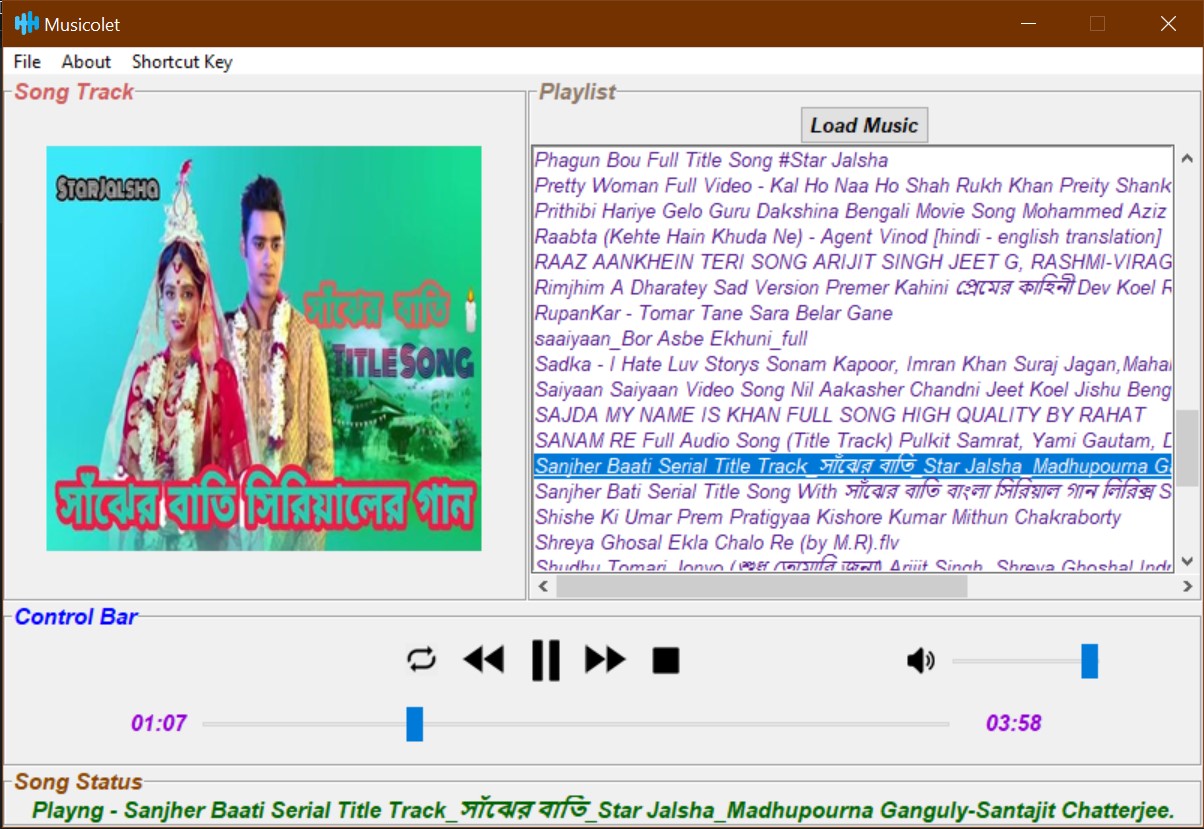 Musicolet
File About Shortcut Key
Song Track
STARJALSHA
সাঁঝের বাতি
TITLE SONG
সাঁঝের বাতি সিরিয়ালের গান
Playlist
Load Music
Phagun Bou Full Title Song #Star Jalsha
Pretty Woman Full Video - Kal Ho Naa Ho Shah Rukh Khan Preity Shank
Prithibi Hariye Gelo Guru Dakshina Bengali Movie Song Mohammed Aziz
Raabta (Kehte Hain Khuda Ne) - Agent Vinod [hindi - english translation]
RAAZ AANKHEIN TERI SONG ARIJIT SINGH JEET G, RASHMI-VIRAG
Rimjhim A Dharatey Sad Version Premer Kahini প্রেমের কাহিনী Dev Koel R
RupanKar - Tomar Tane Sara Belar Gane
saaiyaan_Bor Asbe Ekhuni_full
Sadka - I Hate Luv Storys Sonam Kapoor, Imran Khan Suraj Jagan,Mahal
Saiyaan Saiyaan Video Song Nil Aakasher Chandni Jeet Koel Jishu Beng
SAJDA MY NAME IS KHAN FULL SONG HIGH QUALITY BY RAHAT
SANAM RE Full Audio Song (Title Track) Pulkit Samrat, Yami Gautam, D
Sanjher Baati Serial Title Track_সাঁঝের বাতি_Star Jalsha_Madhupourna Ga
Sanjher Bati Serial Title Song With সাঁঝের বাতি বাংলা সিরিয়াল গান লিরিক্স S
Shishe Ki Umar Prem Pratigyaa Kishore Kumar Mithun Chakraborty
Shreya Ghosal Ekla Chalo Re (by M.R).flv
Shudhu Tomari Jonyo (শুধু তোমারি জন্য) Arijit Singh, Shreya Ghoshal Indr
Control Bar
01:07
03:58
Song Status
Playng - Sanjher Baati Serial Title Track_সাঁঝের বাতি_Star Jalsha_Madhupourna Ganguly-Santajit Chatterjee.